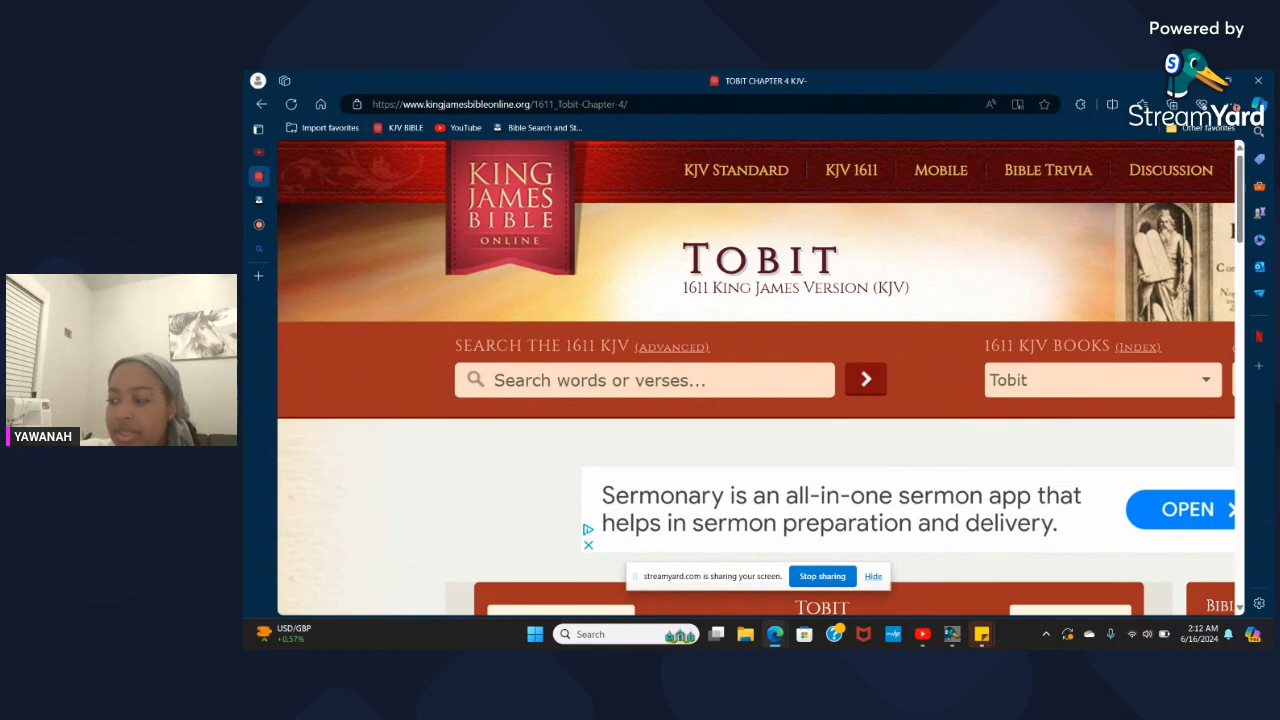 Powered by
StreamYard
TOBIT CHAPTER 4 KJV-
https://www.kingjamesbibleonline.org/1611_Tobit-Chapter-4/
Import favorites
KJV BIBLE
YouTube
Bible Search and St...
Other favorites
KING
JAMES
BIBLE
ONLINE
KJV STANDARD
KJV 1611
MOBILE
BIBLE TRIVIA
DISCUSSION
TOBIT
1611 KING JAMES VERSION (KJV)
SEARCH THE 1611 KJV (ADVANCED)
1611 KJV BOOKS (INDEX)
Search words or verses...
Tobit
YAWANAH
Sermonary is an all-in-one sermon app that
helps in sermon preparation and delivery.
OPEN
streamyard.com is sharing your screen.
Stop sharing
Hide
TOBIT
BIBL
USD/GBP
+0.57%
Search
2:12 AM
6/16/2024